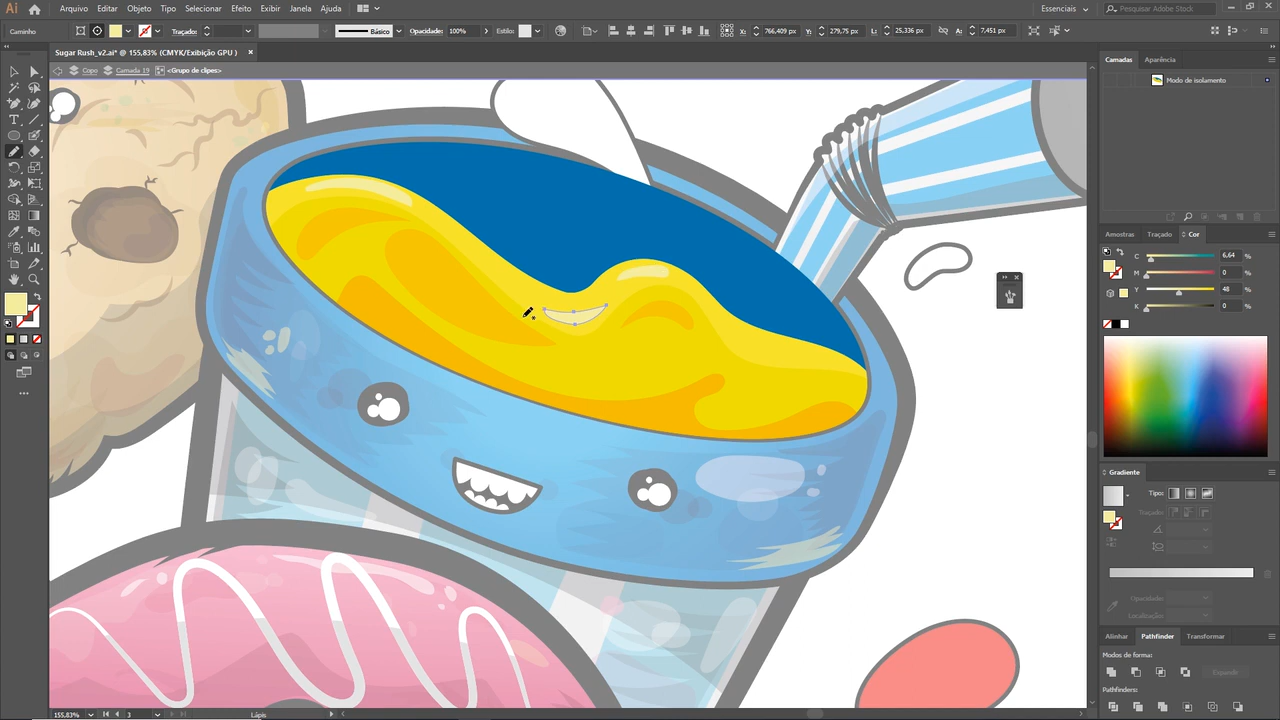 Ai
Arquivo Editar Objeto Tipo Selecionar Efeito Exibir Janela Ajuda
Essenciais
Pesquisar Adobe Stock
Caminho
Traçado:
Básico
Opacidade: 100%
Estilo:
X: 766,409 px
Y: 279,75 px
L: 25,336 px
A: 7,451 px
Sugar Rush_v2.ai* @ 155,83% (CMYK/Exibição GPU )
Copo
Camada 19
<Grupo de clipes>
Camadas
Aparência
Modo de isolamento
Amostras
Traçado
Cor
C 6,64 %
M 0 %
Y 48 %
K 0 %
Gradiente
Tipo:
Traçado:
Opacidade:
Localização:
Alinhar
Pathfinder
Transformar
Modos de forma:
Expandir
Pathfinders:
155,83%
3
Lápis